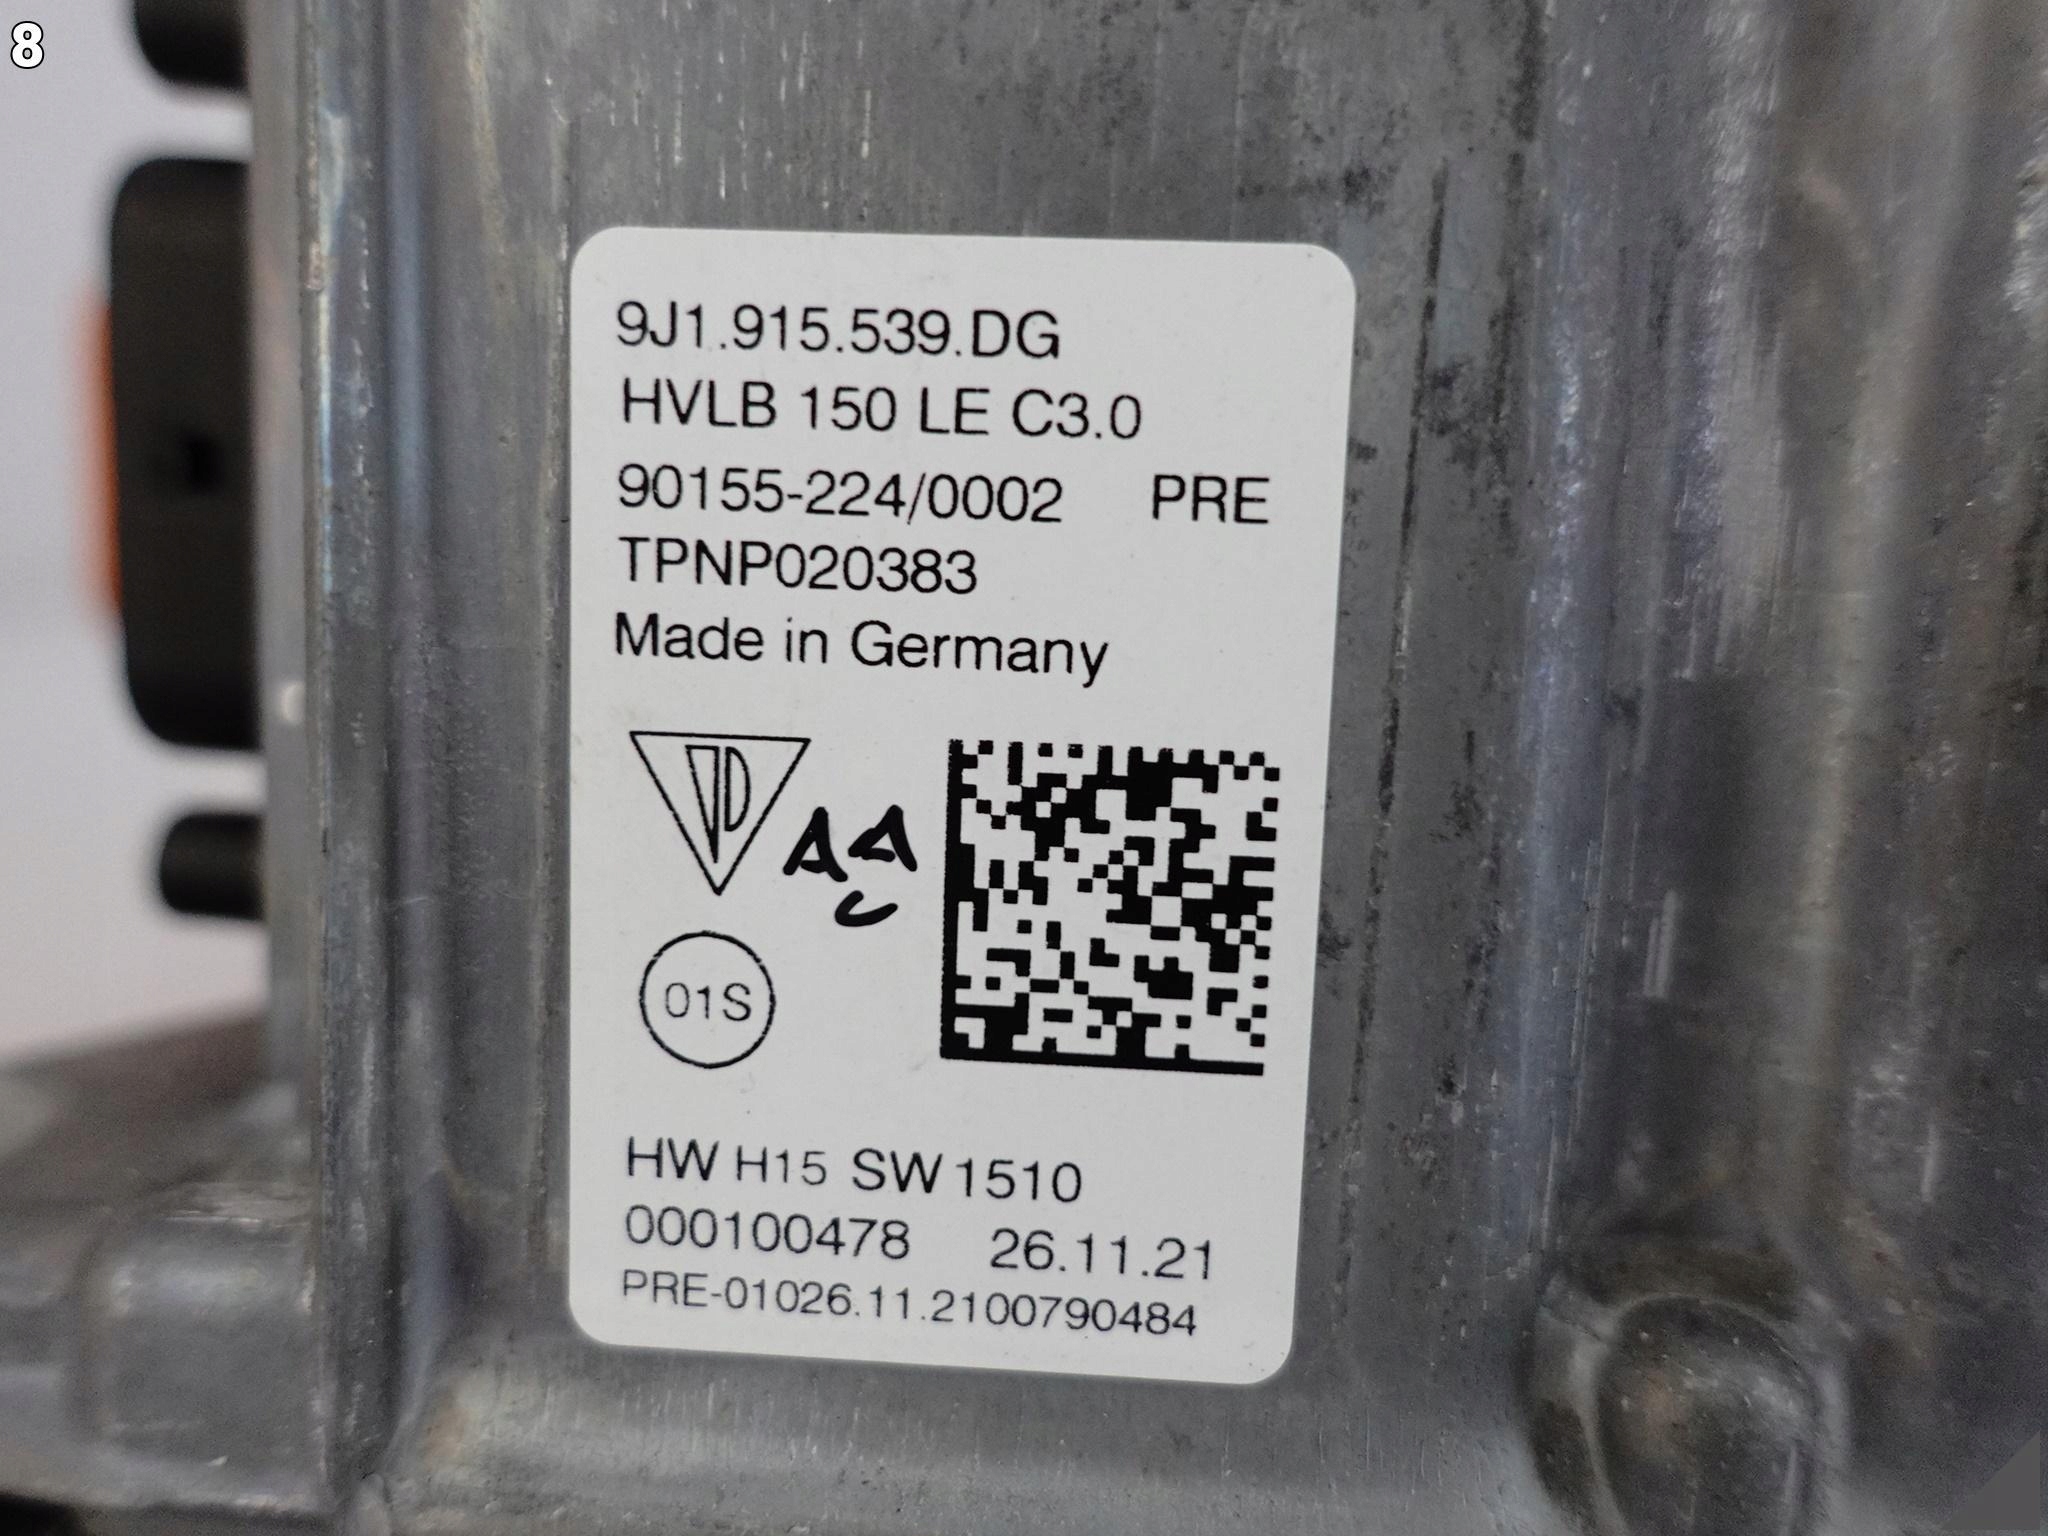 8
9J1.915.539.DG
HVLB 150 LE C3.0
90155-224/0002 PRE
TPNP020383
Made in Germany
01S
HW H15 SW 1510
000100478 26.11.21
PRE-01026.11.2100790484